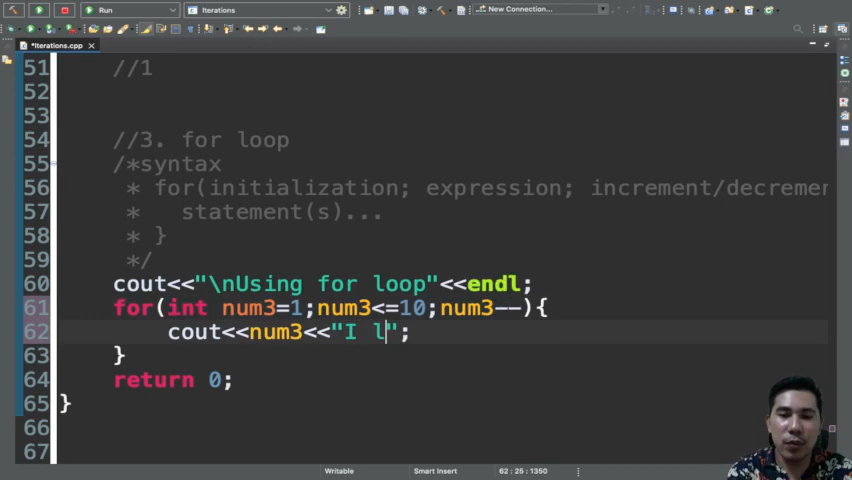 Run
Iterations
New Connection...
*Iterations.cpp
51 //1
52
53
54 //3. for loop
55 /*syntax
56 * for(initialization; expression; increment/decremen
57 * statement(s)...
58 * }
59 */
60 cout<<"\nUsing for loop"<<endl;
61 for(int num3=1;num3<=10;num3--){
62 cout<<num3<<"I l";
63 }
64 return 0;
65 }
66
67
Writable
Smart Insert
62 : 25 : 1350